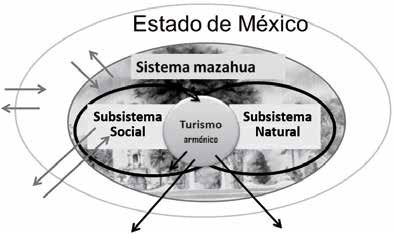 Estado de México
Sistema mazahua
Subsistema
Social
Turismo
armónico
Subsistema
Natural